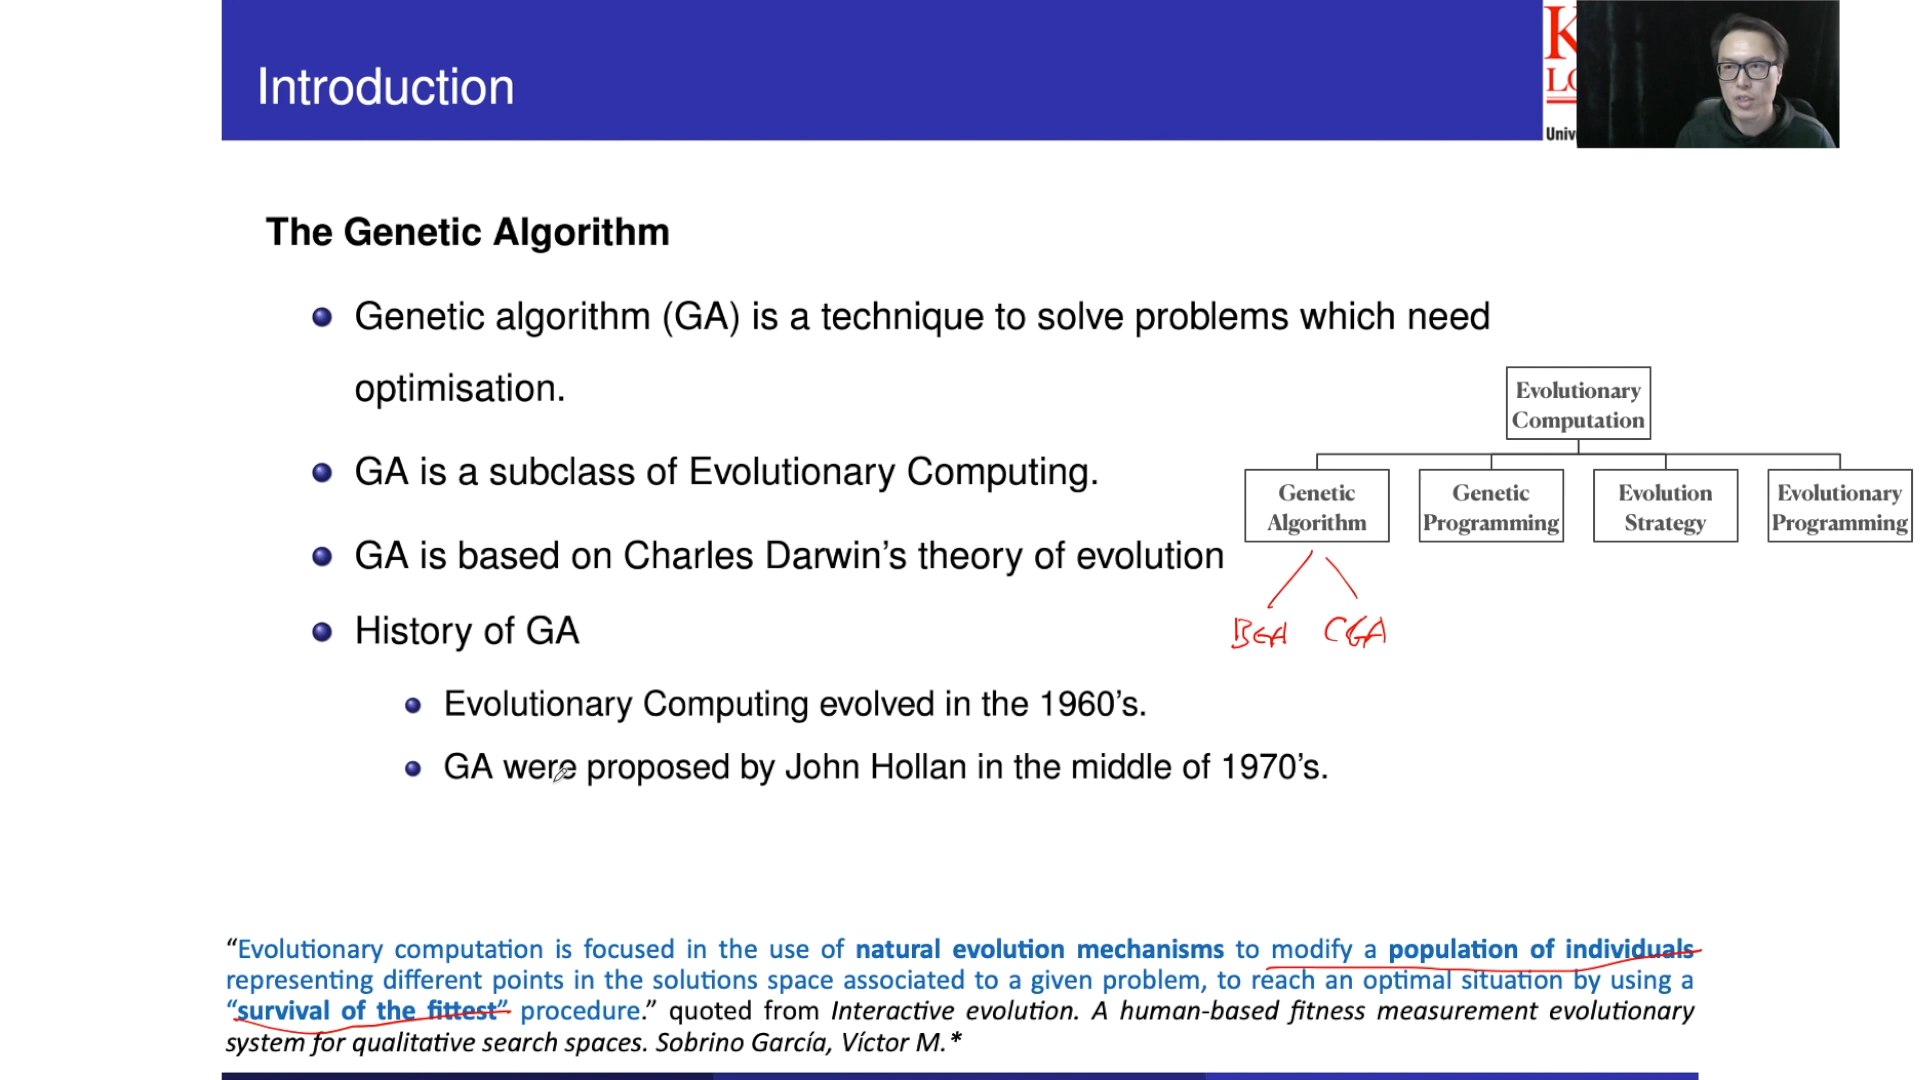 Introduction
K
LO
Univ
The Genetic Algorithm
Genetic algorithm (GA) is a technique to solve problems which need
optimisation.
GA is a subclass of Evolutionary Computing.
GA is based on Charles Darwin's theory of evolution
History of GA
Evolutionary Computing evolved in the 1960's.
GA were proposed by John Hollan in the middle of 1970's.
Evolutionary
Computation
Genetic
Algorithm
Genetic
Programming
Evolution
Strategy
Evolutionary
Programming
BGA CGA
“Evolutionary computation is focused in the use of natural evolution mechanisms to modify a population of individuals
representing different points in the solutions space associated to a given problem, to reach an optimal situation by using a
“survival of the fittest” procedure.” quoted from Interactive evolution. A human-based fitness measurement evolutionary
system for qualitative search spaces. Sobrino García, Víctor M.*